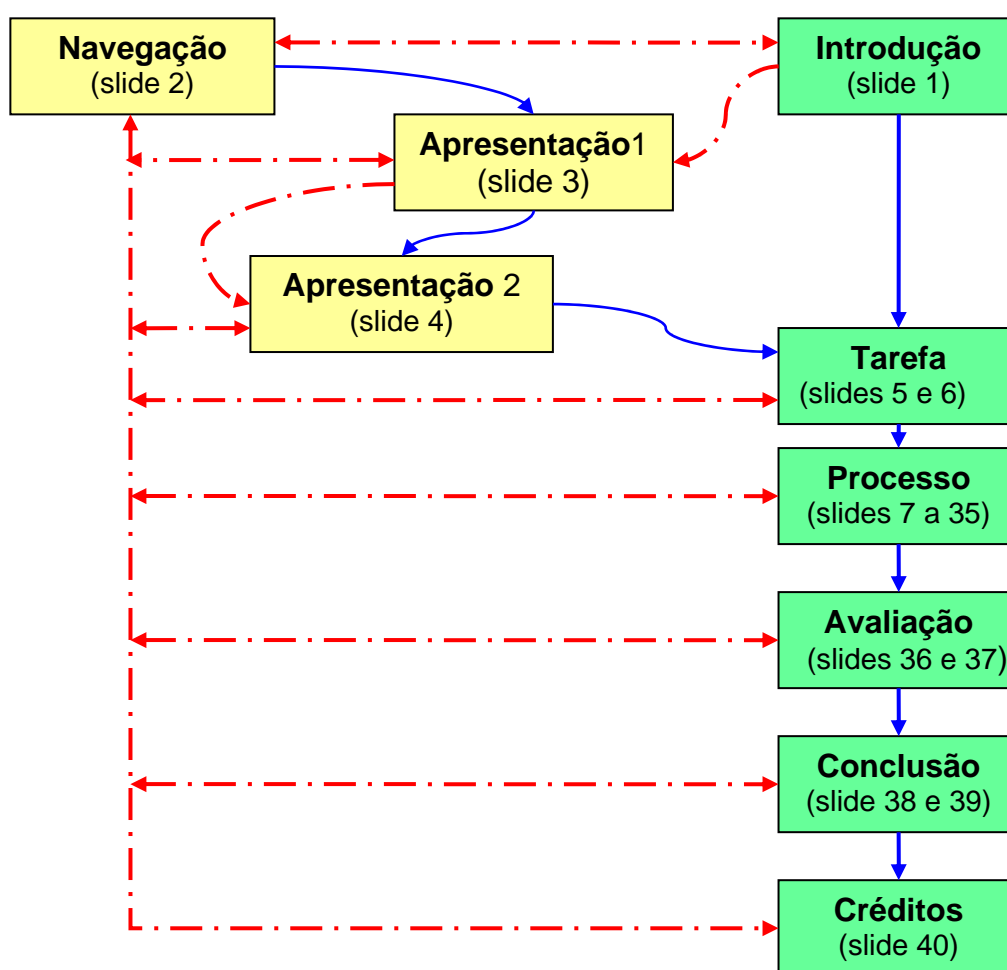 Navegação
(slide 2)
Introdução
(slide 1)
Apresentação1
(slide 3)
Apresentação 2
(slide 4)
Tarefa
(slides 5 e 6)
Processo
(slides 7 a 35)
Avaliação
(slides 36 e 37)
Conclusão
(slide 38 e 39)
Créditos
(slide 40)